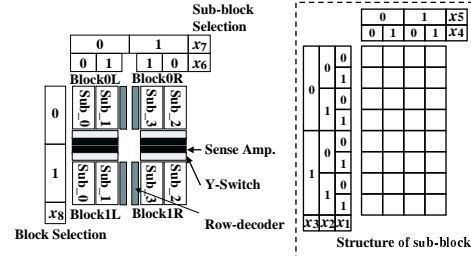 Sub-block
Selection
0 1 x7
0 1 1 0 x6
Block0L Block0R
Sub_0 Sub_1 Sub_3 Sub_2
0
1
x8
Sense Amp.
Y-Switch
Row-decoder
Sub_0 Sub_1 Sub_3 Sub_2
Block1L Block1R
Block Selection
0 1 x5
0 1 0 1 x4
0 0 0
1
1 0
1
1 0 0
1
1 0
1
x3 x2 x1
Structure of sub-block